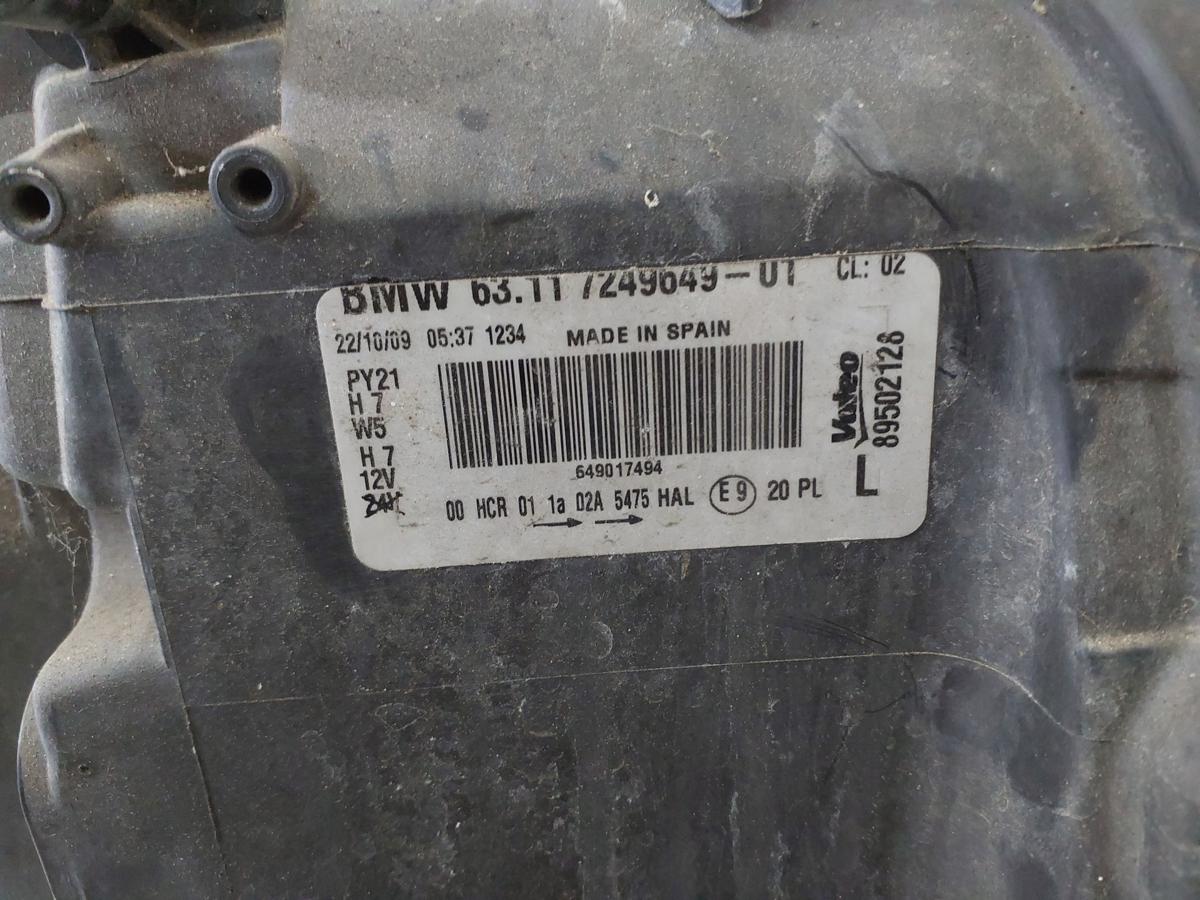 BMW 63.11 7249649-01 CL: 02
22/10/09 05:37 1234 MADE IN SPAIN
PY21
H 7
W5
H 7
12V
24V
649017494
00 HCR 01 1a 02A 5475 HAL E9 20 PL
L
Valeo
89502128